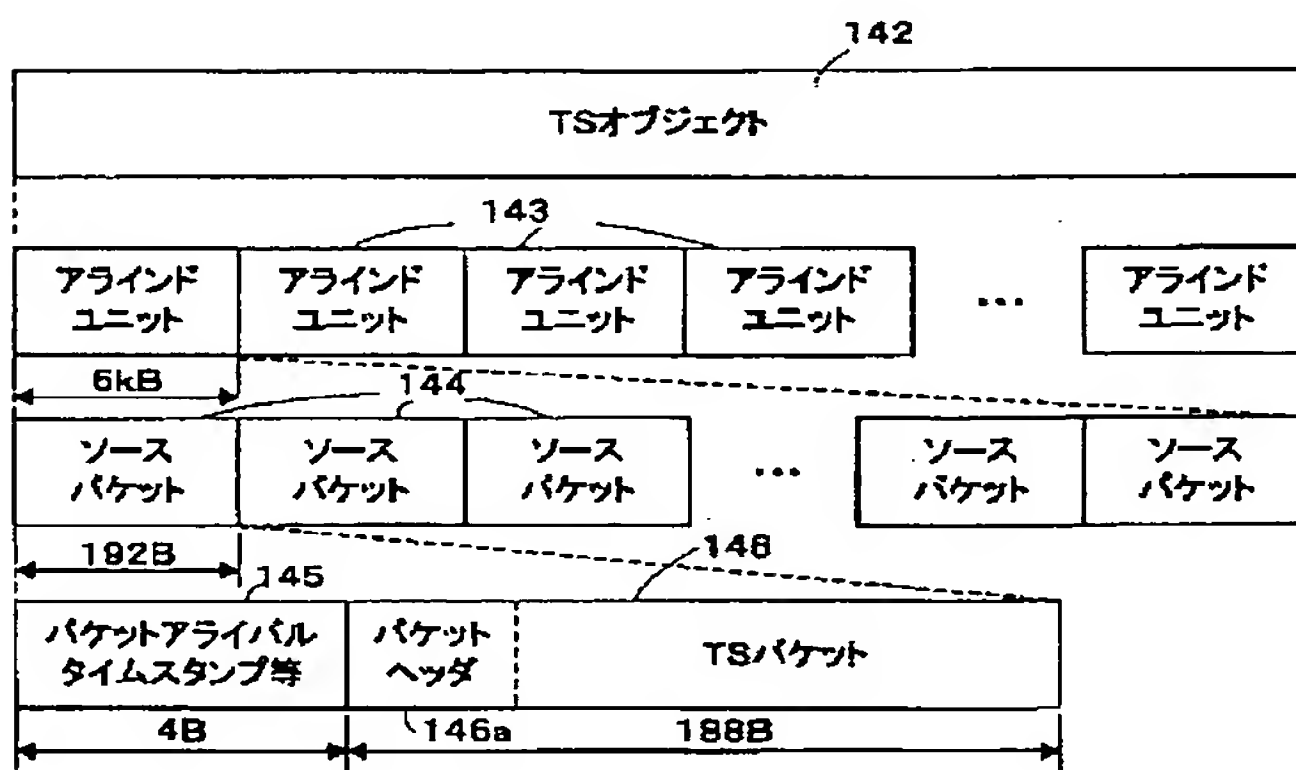 142
TSオブジェクト
143
アラインド
ユニット
アラインド
ユニット
アラインド
ユニット
アラインド
ユニット
...
アラインド
ユニット
6kB
144
ソース
パケット
ソース
パケット
ソース
パケット
...
ソース
パケット
ソース
パケット
192B
145
146
パケットアライバル
タイムスタンプ等
パケット
ヘッダ
TSパケット
4B
146a
188B